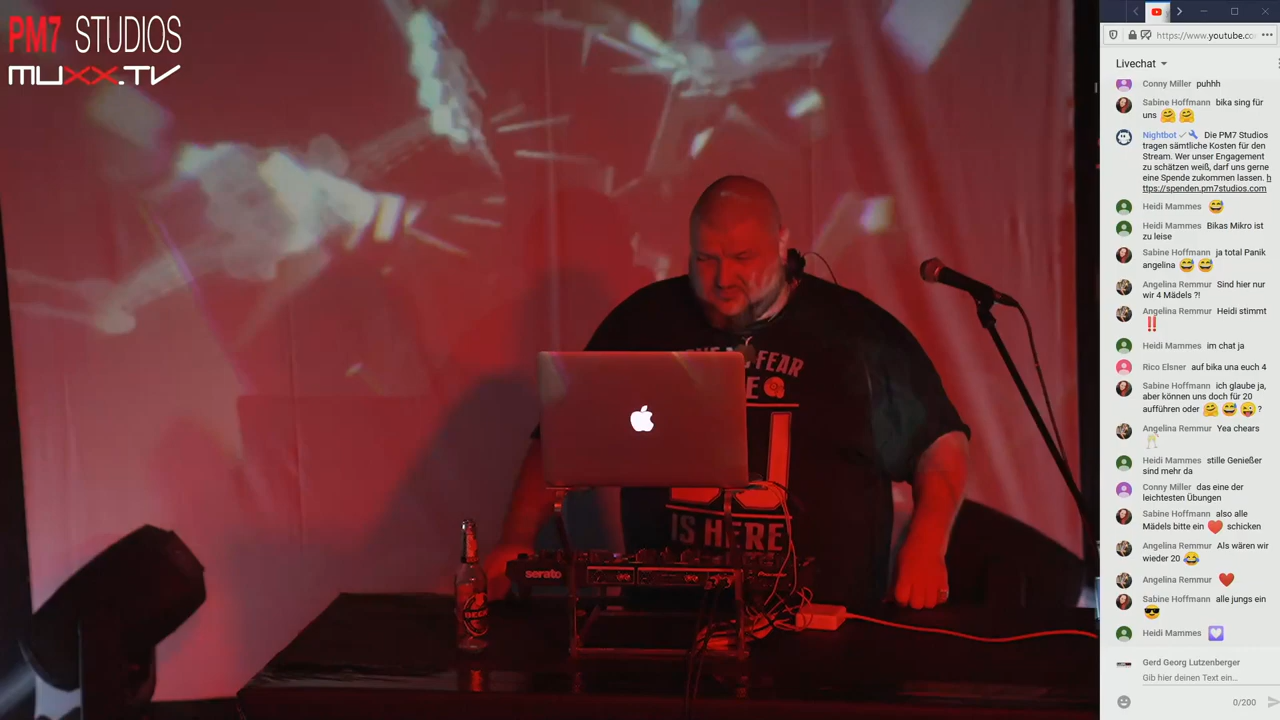 PM7 STUDIOS
MUXX.TV
FEAR
IS HERE
serato
BECK
https://www.youtube.co
Livechat
Conny Miller puhhh
Sabine Hoffmann bika sing für
uns 🤗 🤗
Nightbot Die PM7 Studios
tragen sämtliche Kosten für den
Stream. Wer unser Engagement
zu schätzen weiß, darf uns gerne
eine Spende zukommen lassen. h
ttps://spenden.pm7studios.com
Heidi Mammes 😅
Heidi Mammes Bikas Mikro ist
zu leise
Sabine Hoffmann ja total Panik
angelina 😅 😅
Angelina Remmur Sind hier nur
wir 4 Mädels ?!
Angelina Remmur Heidi stimmt
‼️
Heidi Mammes im chat ja
Rico Elsner auf bika una euch 4
Sabine Hoffmann ich glaube ja,
aber können uns doch für 20
aufführen oder 🤗 😅 😜 ?
Angelina Remmur Yea chears
🥂
Heidi Mammes stille Genießer
sind mehr da
Conny Miller das eine der
leichtesten Übungen
Sabine Hoffmann also alle
Mädels bitte ein ❤️ schicken
Angelina Remmur Als wären wir
wieder 20 😂
Angelina Remmur ❤️
Sabine Hoffmann alle jungs ein
😎
Heidi Mammes 💟
Gerd Georg Lutzenberger
Gib hier deinen Text ein...
0/200